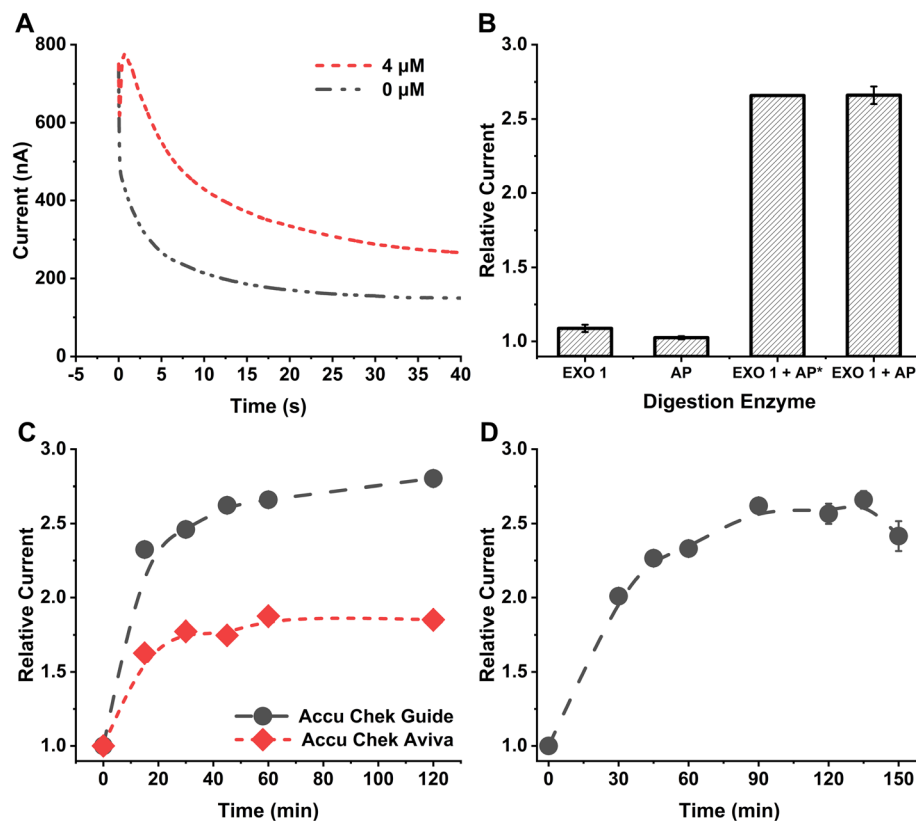 A
4 µM
0 µM
Current (nA)
800
600
400
200
0
-5 0 5 10 15 20 25 30 35 40
Time (s)
B
Relative Current
3.0
2.5
2.0
1.5
1.0
EXO 1 AP EXO 1 + AP* EXO 1 + AP
Digestion Enzyme
C
Relative Current
3.0
2.5
2.0
1.5
1.0
Accu Chek Guide
Accu Chek Aviva
0 20 40 60 80 100 120
Time (min)
D
Relative Current
3.0
2.5
2.0
1.5
1.0
0 30 60 90 120 150
Time (min)